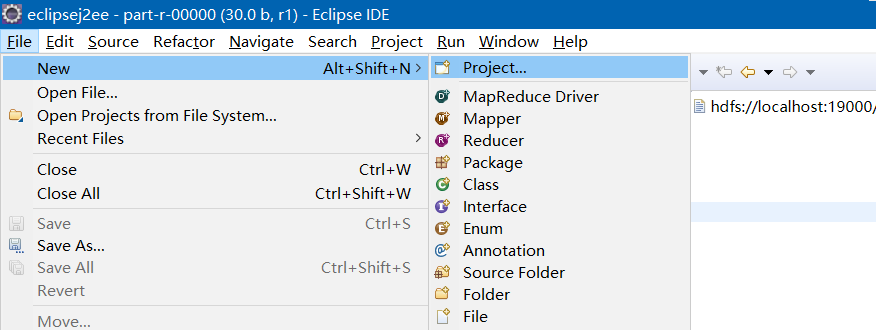 eclipsej2ee - part-r-00000 (30.0 b, r1) - Eclipse IDE
File Edit Source Refactor Navigate Search Project Run Window Help
New Alt+Shift+N >
Open File...
Open Projects from File System...
Recent Files >
Close Ctrl+W
Close All Ctrl+Shift+W
Save Ctrl+S
Save As...
Save All Ctrl+Shift+S
Revert
Move...
Project...
MapReduce Driver
Mapper
Reducer
Package
Class
Interface
Enum
Annotation
Source Folder
Folder
File
hdfs://localhost:19000/